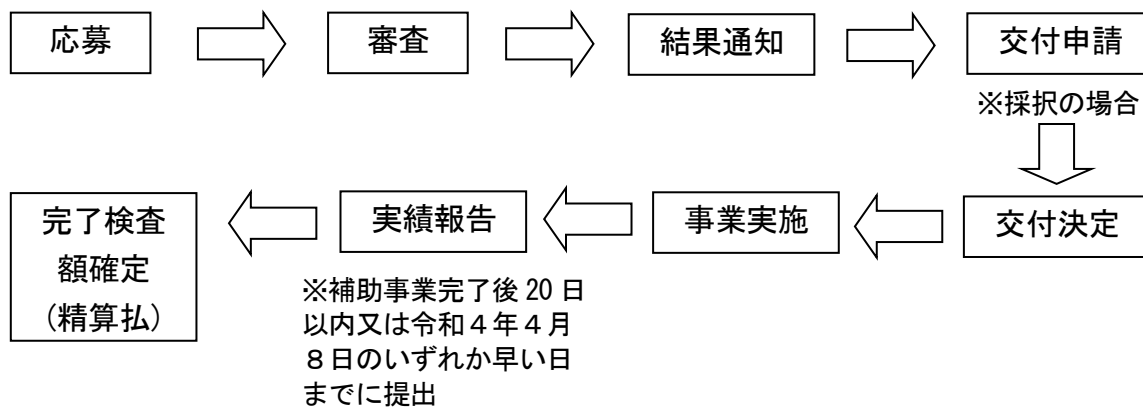 応募
審査
結果通知
交付申請
※採択の場合
交付決定
事業実施
実績報告
※補助事業完了後 20 日
以内又は令和４年４月
８日のいずれか早い日
までに提出
完了検査
額確定
（精算払）